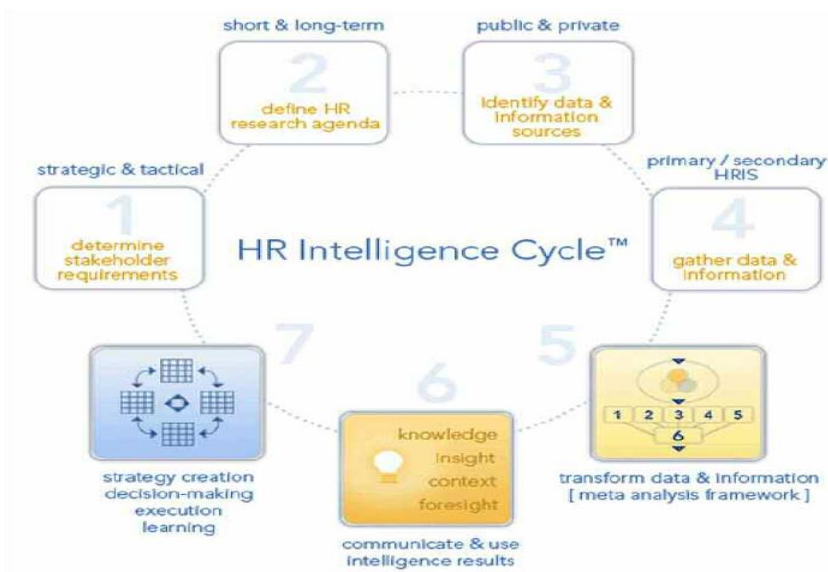 short & long-term
2
define HR
research agenda
public & private
3
identify data &
information
sources
strategic & tactical
1
determine
stakeholder
requirements
HR Intelligence Cycle™
primary / secondary
HRIS
4
gather data &
information
7
strategy creation
decision-making
execution
learning
6
knowledge
insight
context
foresight
communicate & use
intelligence results
5
1 2 3 4 5
6
transform data & information
[ meta analysis framework ]